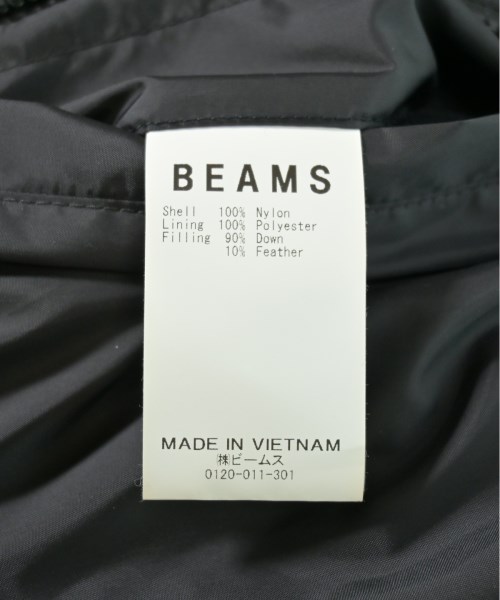 BEAMS
Shell 100% Nylon
Lining 100% Polyester
Filling 90% Down
10% Feather
MADE IN VIETNAM
㈱ビームス
0120-011-301